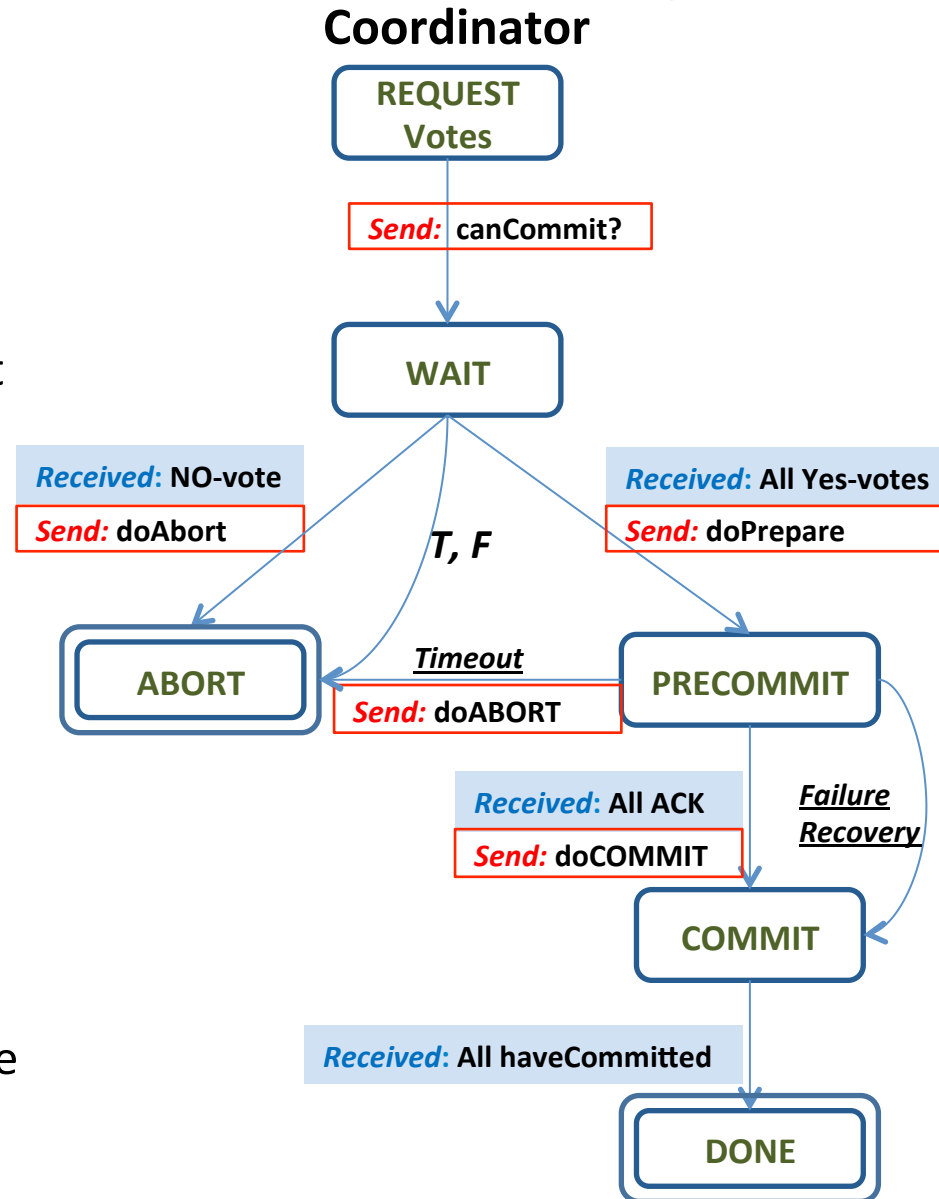 Coordinator
REQUEST
Votes
Send: canCommit?
WAIT
t
Received: NO-vote
Send: doAbort
T, F
Received: All Yes-votes
Send: doPrepare
ABORT
Timeout
Send: doABORT
PRECOMMIT
Received: All ACK
Send: doCOMMIT
Failure
Recovery
COMMIT
e
Received: All haveCommitted
DONE